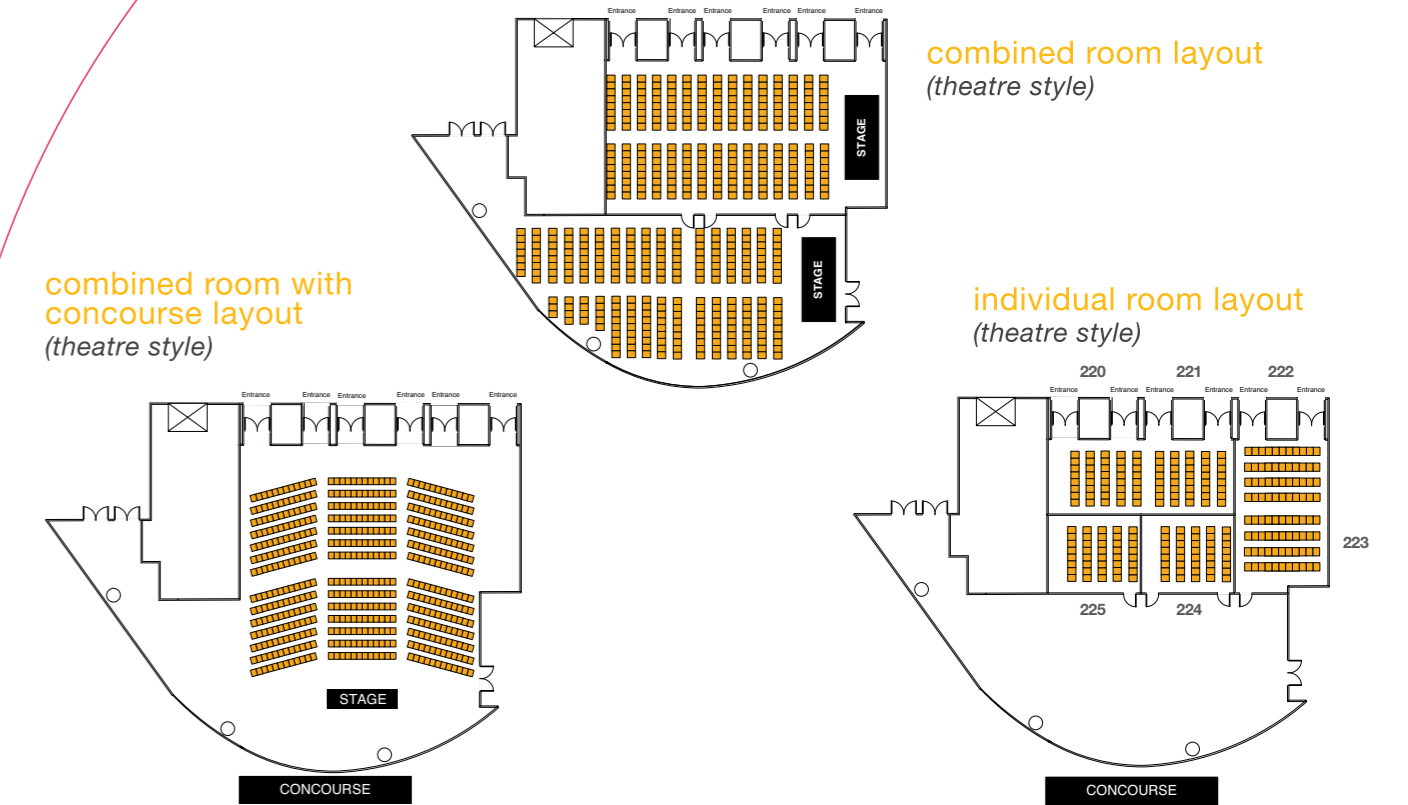 Entrance Entrance Entrance Entrance Entrance Entrance
combined room layout
(theatre style)
STAGE
STAGE
combined room with
concourse layout
(theatre style)
Entrance Entrance Entrance Entrance Entrance Entrance
STAGE
CONCOURSE
individual room layout
(theatre style)
220 221 222
Entrance Entrance Entrance Entrance Entrance Entrance
223
225 224
CONCOURSE